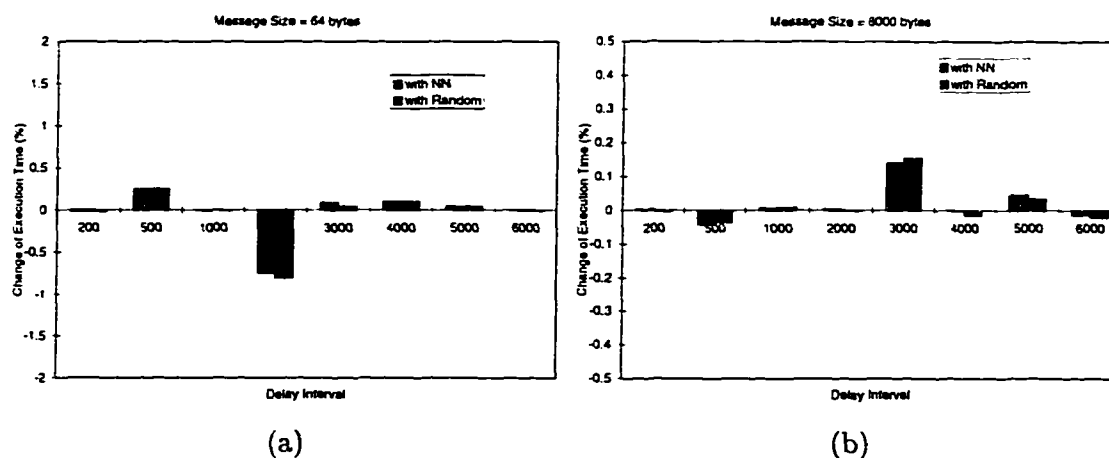 Message Size = 64 bytes
2
1.5
1
0.5
0
-0.5
-1
-1.5
-2
Change of Execution Time (%)
with NN
with Random
200
500
1000
3000
4000
5000
6000
Delay Interval
(a)
Message Size = 8000 bytes
0.5
0.4
0.3
0.2
0.1
0
-0.1
-0.2
-0.3
-0.4
-0.5
Change of Execution Time (%)
with NN
with Random
200
500
1000
2000
3000
4000
5000
6000
Delay Interval
(b)